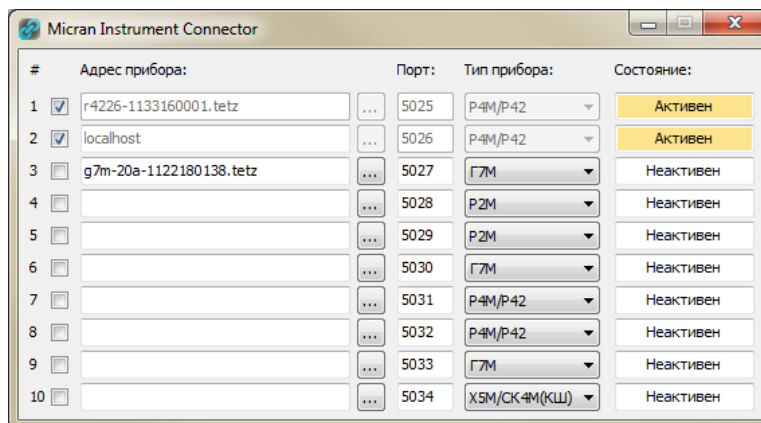 Micran Instrument Connector
# Адрес прибора: Порт: Тип прибора: Состояние:
1 r4226-1133160001.tetz ... 5025 Р4М/Р42 Активен
2 localhost ... 5026 Р4М/Р42 Активен
3 g7m-20a-1122180138.tetz ... 5027 Г7М Неактивен
4 ... 5028 Р2М Неактивен
5 ... 5029 Р2М Неактивен
6 ... 5030 Г7М Неактивен
7 ... 5031 Р4М/Р42 Неактивен
8 ... 5032 Р4М/Р42 Неактивен
9 ... 5033 Г7М Неактивен
10 ... 5034 Х5М/СК4М(КШ) Неактивен